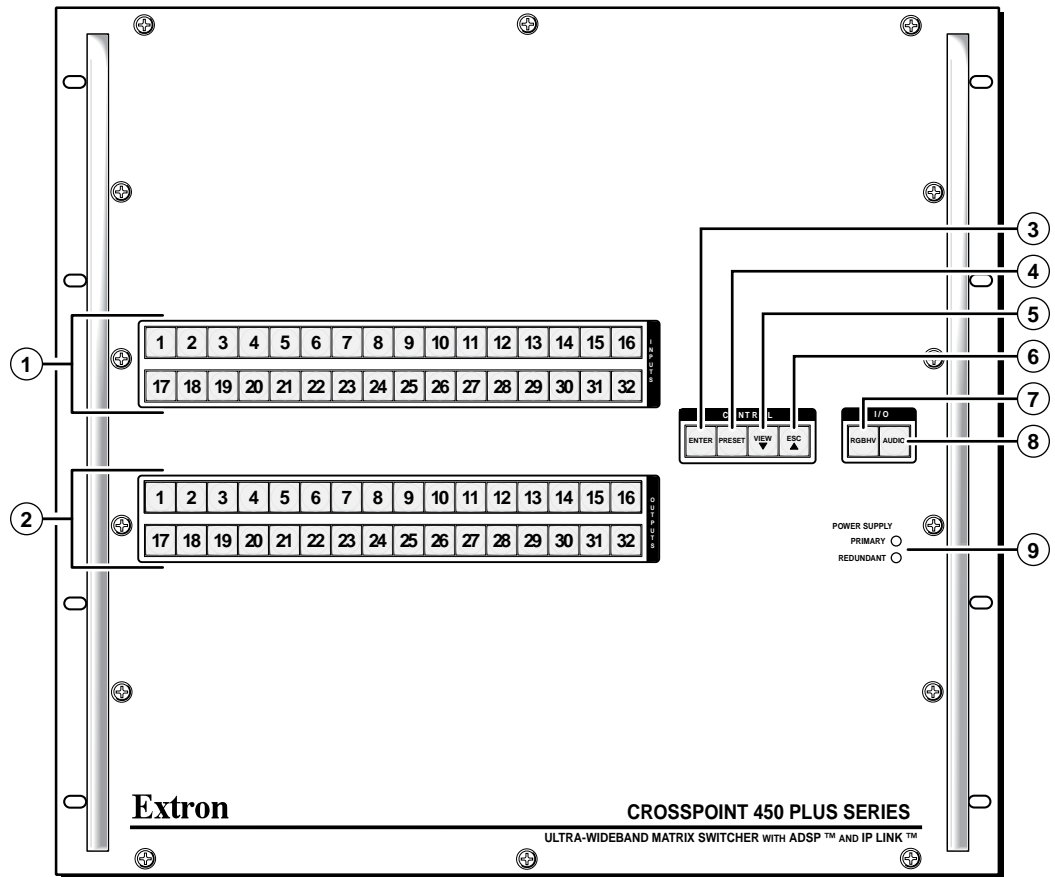 3
4
5
6
7
8
1
1 2 3 4 5 6 7 8 9 10 11 12 13 14 15 16
17 18 19 20 21 22 23 24 25 26 27 28 29 30 31 32
INPUTS
CONTROL
ENTER PRESET VIEW ESC
I/O
RGBHV AUDIO
2
1 2 3 4 5 6 7 8 9 10 11 12 13 14 15 16
17 18 19 20 21 22 23 24 25 26 27 28 29 30 31 32
OUTPUTS
POWER SUPPLY
PRIMARY
REDUNDANT
9
Extron
CROSSPOINT 450 PLUS SERIES
ULTRA-WIDEBAND MATRIX SWITCHER WITH ADSP ™ AND IP LINK ™